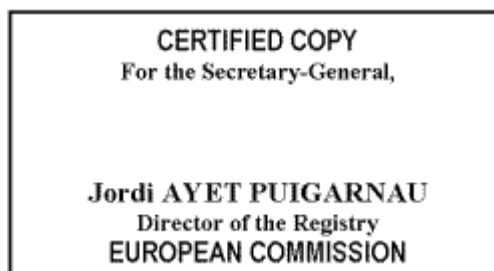 CERTIFIED COPY
For the Secretary-General,
Jordi AYET PUIGARNAU
Director of the Registry
EUROPEAN COMMISSION